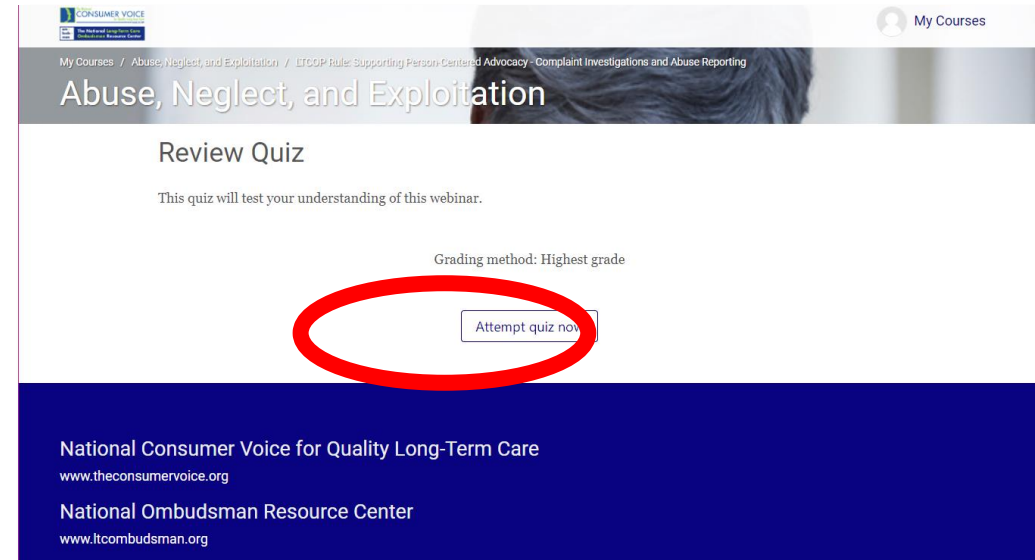 CONSUMER VOICE
The National Long-Term Care
Ombudsman Resource Center
My Courses
My Courses / Abuse, Neglect, and Exploitation / LTCOP Rule: Supporting Person-Centered Advocacy - Complaint Investigations and Abuse Reporting
Abuse, Neglect, and Exploitation
Review Quiz
This quiz will test your understanding of this webinar.
Grading method: Highest grade
Attempt quiz now
National Consumer Voice for Quality Long-Term Care
www.theconsumervoice.org
National Ombudsman Resource Center
www.ltcombudsman.org